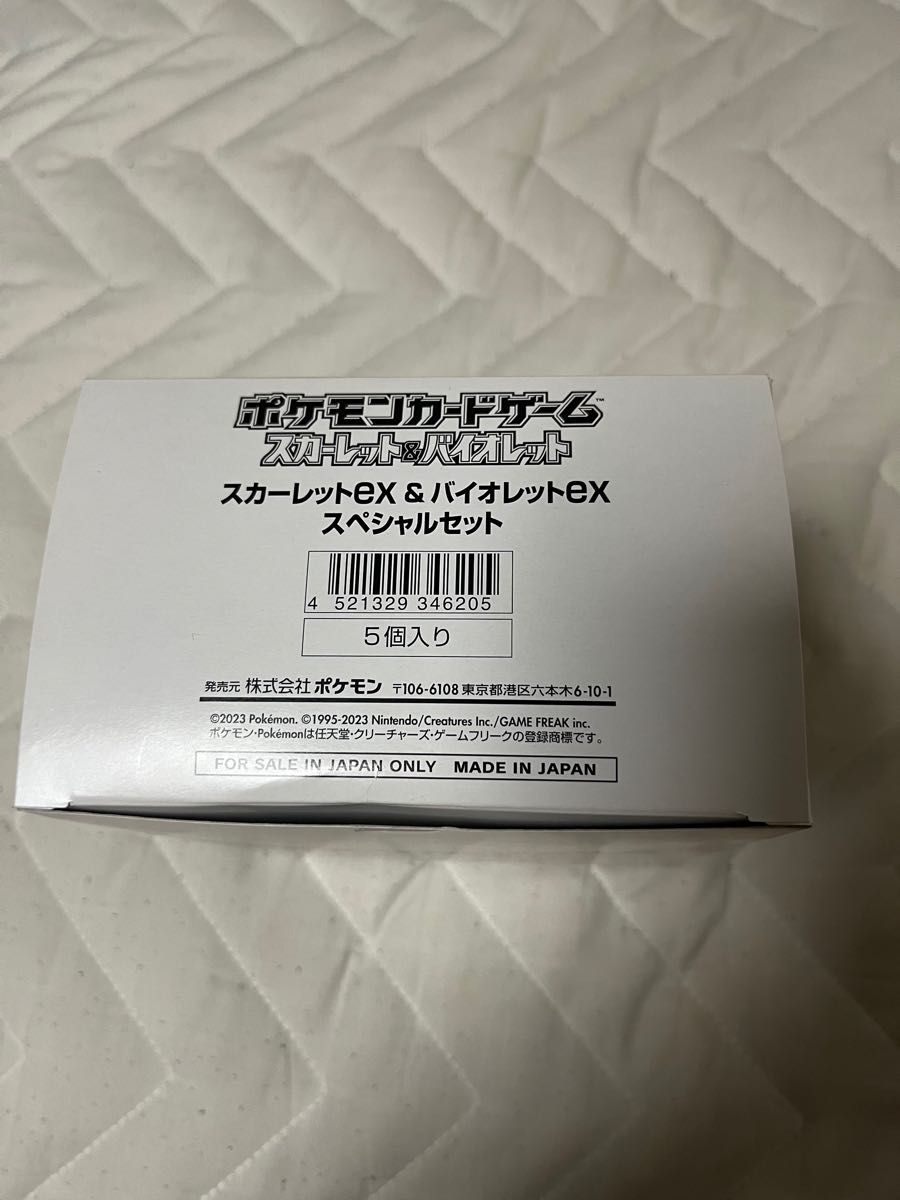 ポケモンカードゲーム™
スカーレット&バイオレット
スカーレットex & バイオレットex
スペシャルセット
4 521329 346205
5個入り
発売元 株式会社ポケモン 〒106-6108 東京都港区六本木6-10-1
©2023 Pokémon. ©1995-2023 Nintendo/Creatures Inc./GAME FREAK inc.
ポケモン・Pokémonは任天堂・クリーチャーズ・ゲームフリークの登録商標です。
FOR SALE IN JAPAN ONLY MADE IN JAPAN